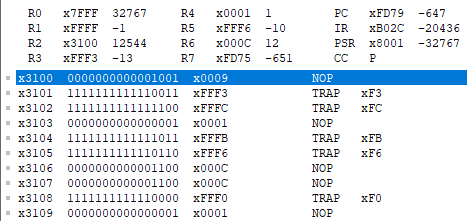 R0 x7FFF 32767 R4 x0001 1 PC xFD79 -647
R1 xFFFF -1 R5 xFFF6 -10 IR xB02C -20436
R2 x3100 12544 R6 x000C 12 PSR x8001 -32767
R3 xFFF3 -13 R7 xFD75 -651 CC P
x3100 0000000000001001 x0009 NOP
x3101 1111111111110011 xFFF3 TRAP xF3
x3102 1111111111111100 xFFFC TRAP xFC
x3103 0000000000000001 x0001 NOP
x3104 1111111111111011 xFFFB TRAP xFB
x3105 1111111111110110 xFFF6 TRAP xF6
x3106 0000000000001100 x000C NOP
x3107 0000000000001100 x000C NOP
x3108 1111111111110000 xFFF0 TRAP xF0
x3109 0000000000000001 x0001 NOP